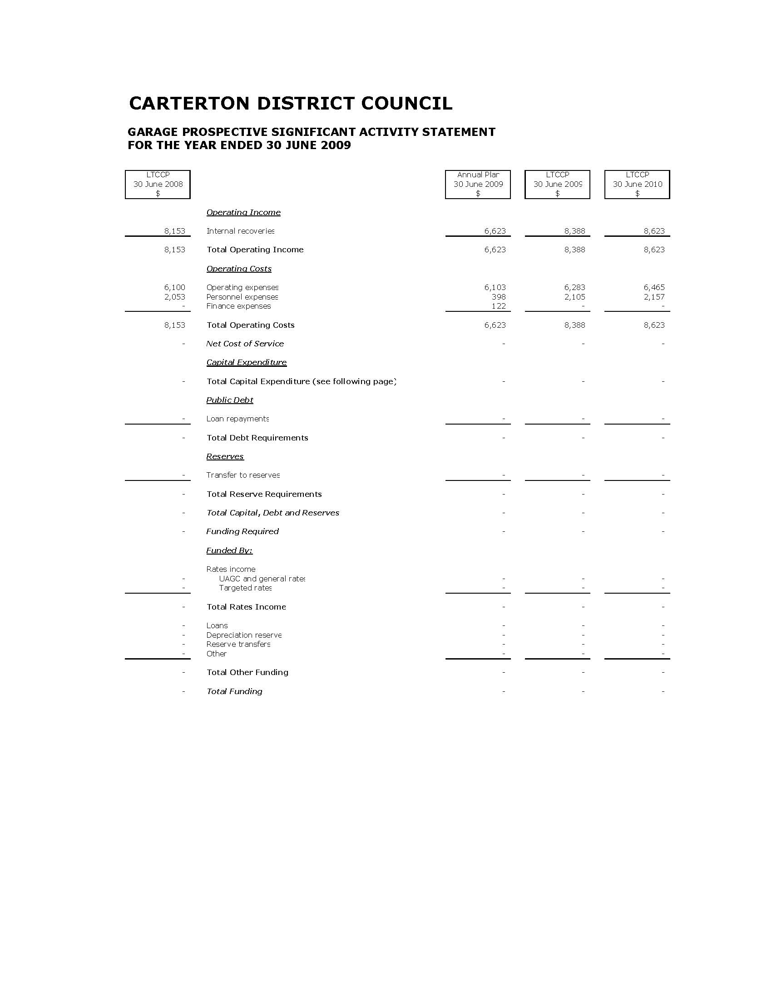 CARTERTON DISTRICT COUNCIL
GARAGE PROSPECTIVE SIGNIFICANT ACTIVITY STATEMENT
FOR THE YEAR ENDED 30 JUNE 2009
LTCCP Annual Plan LTCCP LTCCP
30 June 2008 30 June 2009 30 June 2009 30 June 2010
$ $ $ $
Operating Income
8,153 Internal recoveries 6,623 8,388 8,623
8,153 Total Operating Income 6,623 8,388 8,623
Operating Costs
6,100 Operating expenses 6,103 6,283 6,465
2,053 Personnel expenses 398 2,105 2,157
- Finance expenses 122 - -
8,153 Total Operating Costs 6,623 8,388 8,623
- Net Cost of Service - - -
Capital Expenditure
- Total Capital Expenditure (see following page) - - -
Public Debt
- Loan repayments - - -
- Total Debt Requirements - - -
Reserves
- Transfer to reserves - - -
- Total Reserve Requirements - - -
- Total Capital, Debt and Reserves - - -
- Funding Required - - -
Funded By:
Rates income
- UAGC and general rates - - -
- Targeted rates - - -
- Total Rates Income - - -
- Loans - - -
- Depreciation reserve - - -
- Reserve transfers - - -
- Other - - -
- Total Other Funding - - -
- Total Funding - - -